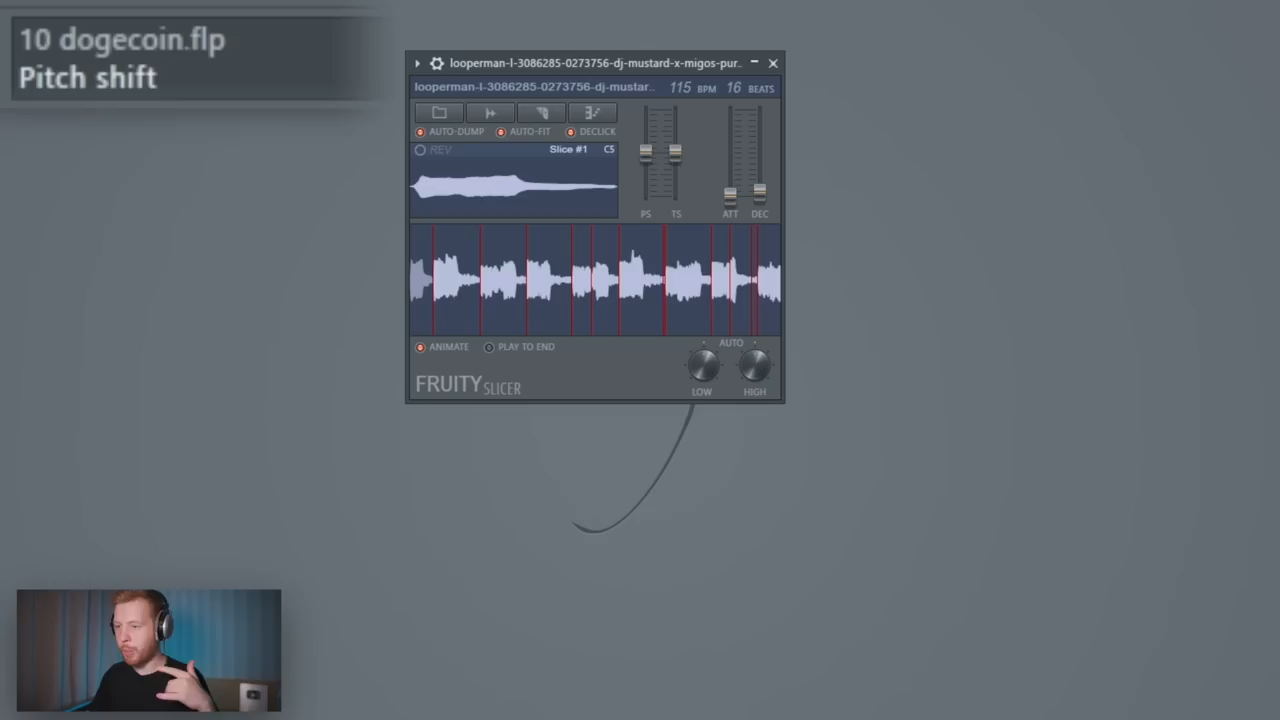 10 dogecoin.flp
Pitch shift
looperman-l-3086285-0273756-dj-mustard-x-migos-pur..
looperman-l-3086285-0273756-dj-mustar.. 115 BPM 16 BEATS
AUTO-DUMP AUTO-FIT DECLICK
REV Slice #1 C5
PS TS ATT DEC
ANIMATE PLAY TO END AUTO
FRUITY SLICER LOW HIGH